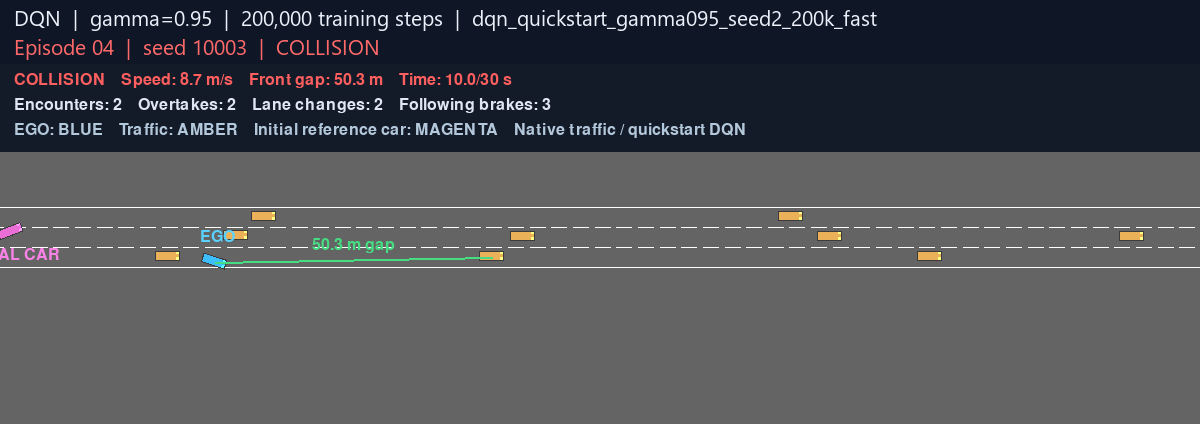 DQN | gamma=0.95 | 200,000 training steps | dqn_quickstart_gamma095_seed2_200k_fast
Episode 04 | seed 10003 | COLLISION
COLLISION Speed: 8.7 m/s Front gap: 50.3 m Time: 10.0/30 s
Encounters: 2 Overtakes: 2 Lane changes: 2 Following brakes: 3
EGO: BLUE Traffic: AMBER Initial reference car: MAGENTA Native traffic / quickstart DQN
EGO
50.3 m gap
AL CAR